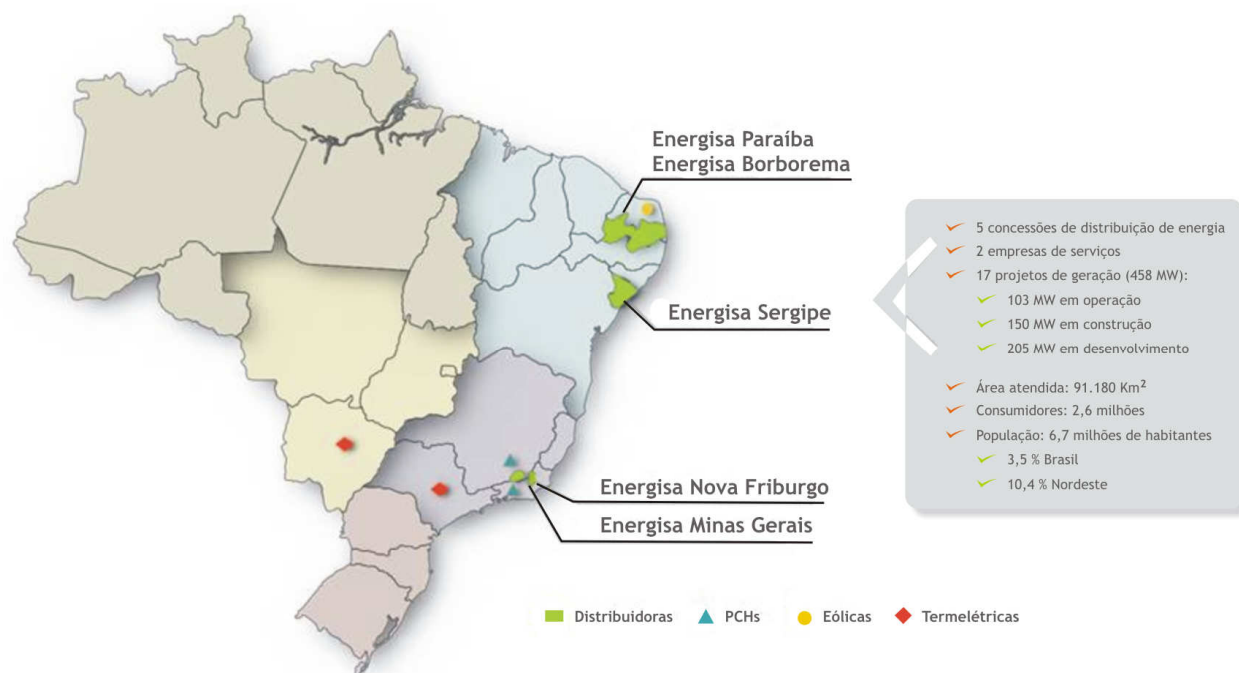 Energisa Paraíba
Energisa Borborema
Energisa Sergipe
Energisa Nova Friburgo
Energisa Minas Gerais
5 concessões de distribuição de energia
2 empresas de serviços
17 projetos de geração (458 MW):
103 MW em operação
150 MW em construção
205 MW em desenvolvimento
Área atendida: 91.180 Km²
Consumidores: 2,6 milhões
População: 6,7 milhões de habitantes
3,5 % Brasil
10,4 % Nordeste
Distribuidoras PCHs Eólicas Termelétricas